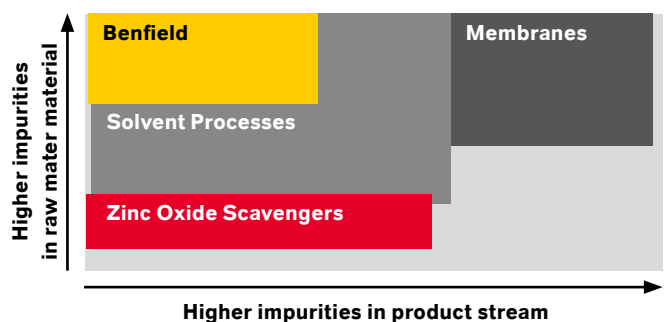 Benfield
Membranes
Solvent Processes
Zinc Oxide Scavengers
Higher impurities
in raw mater material
Higher impurities in product stream